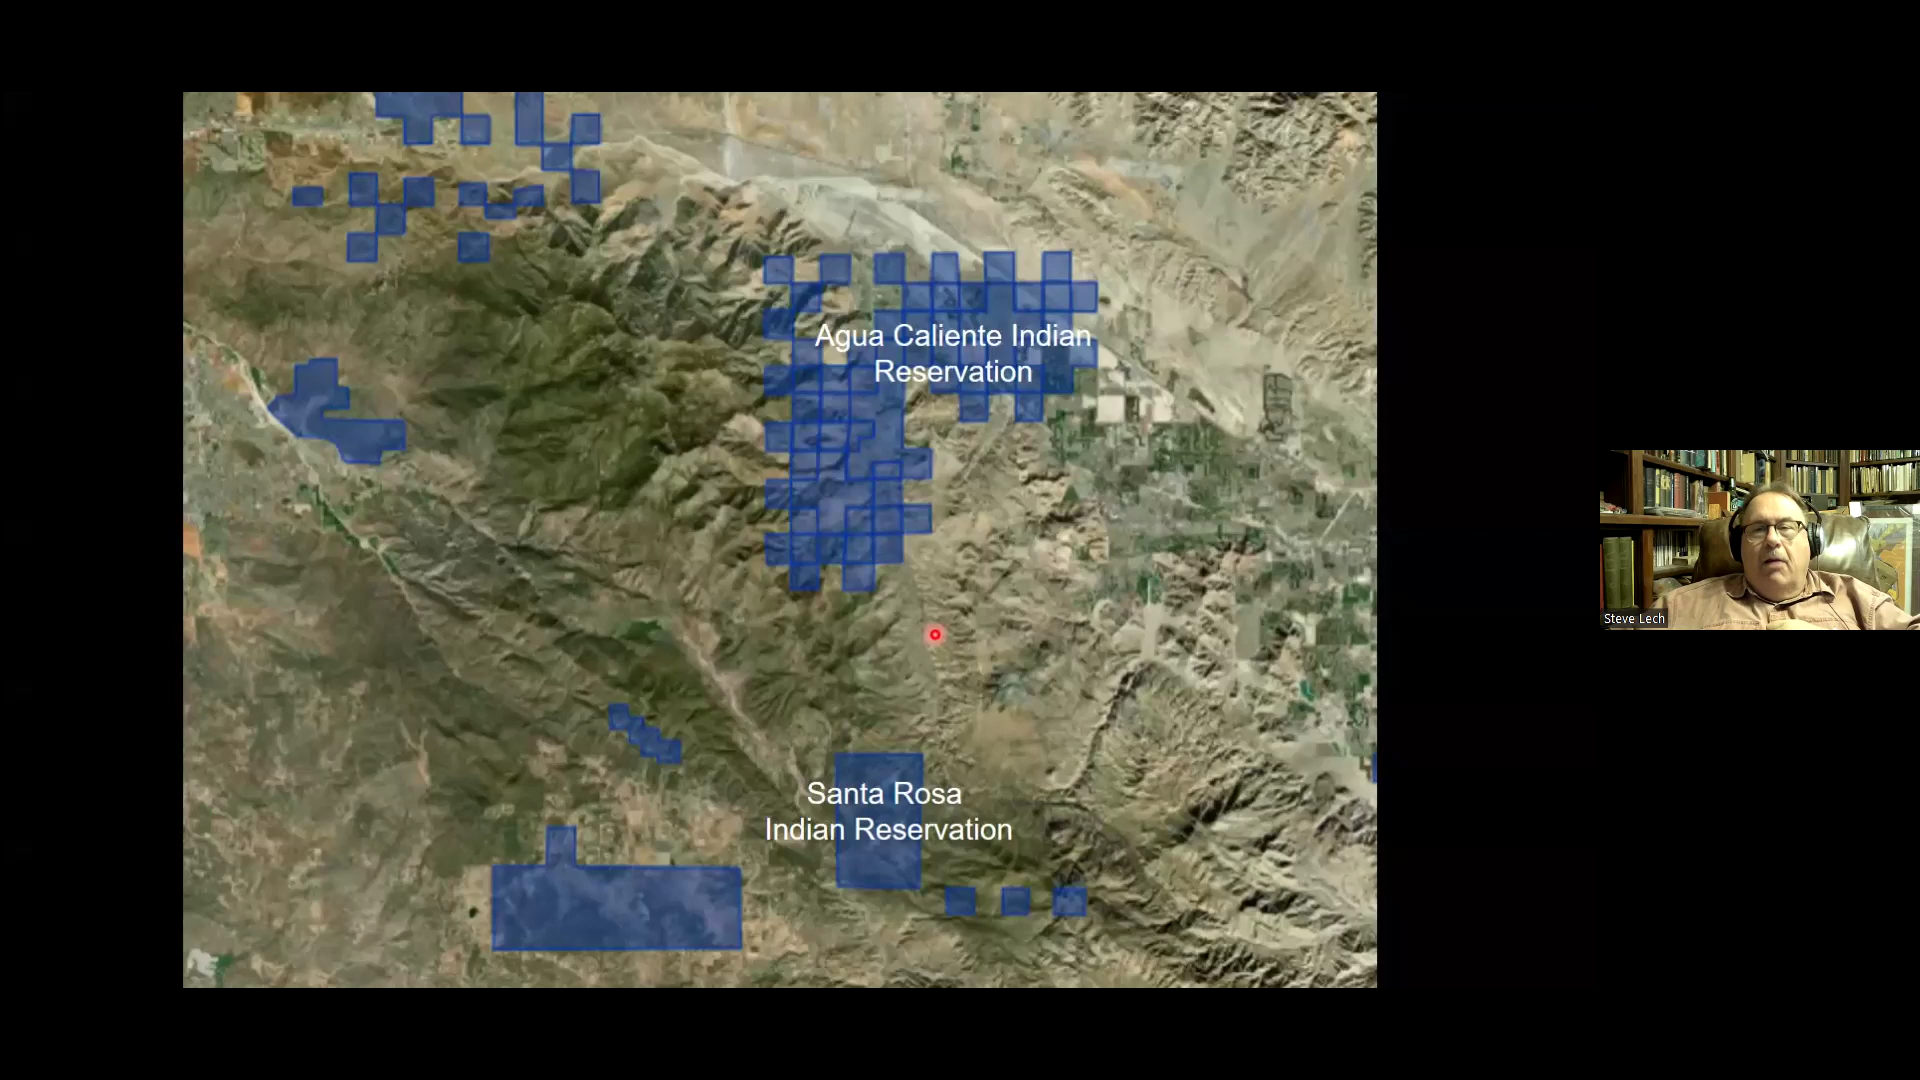 Agua Caliente Indian
Reservation
Santa Rosa
Indian Reservation
Steve Lech